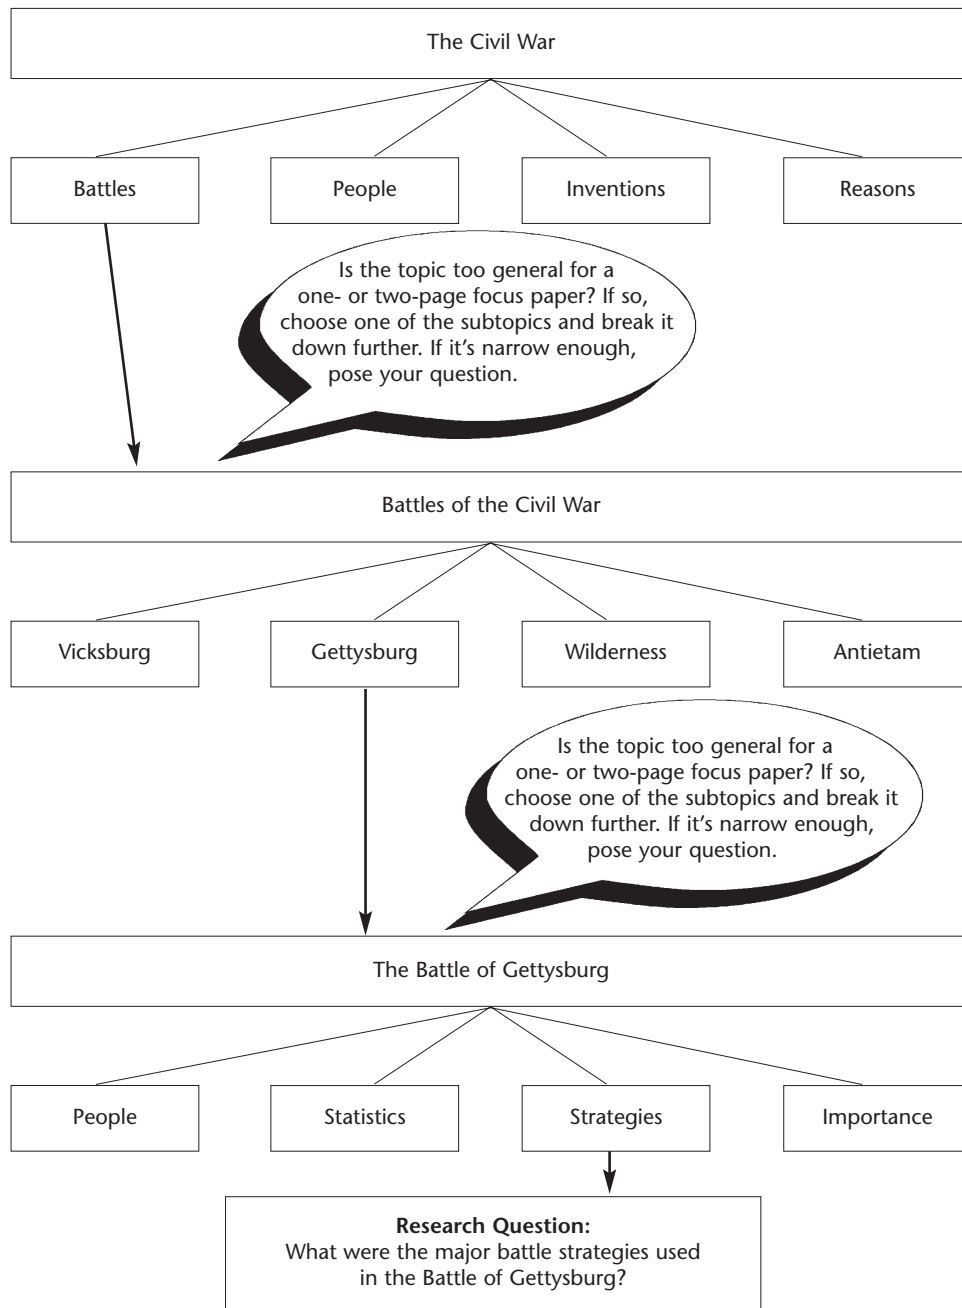 The Civil War
Battles
People
Inventions
Reasons
Is the topic too general for a
one- or two-page focus paper? If so,
choose one of the subtopics and break it
down further. If it's narrow enough,
pose your question.
Battles of the Civil War
Vicksburg
Gettysburg
Wilderness
Antietam
Is the topic too general for a
one- or two-page focus paper? If so,
choose one of the subtopics and break it
down further. If it's narrow enough,
pose your question.
The Battle of Gettysburg
People
Statistics
Strategies
Importance
Research Question:
What were the major battle strategies used
in the Battle of Gettysburg?